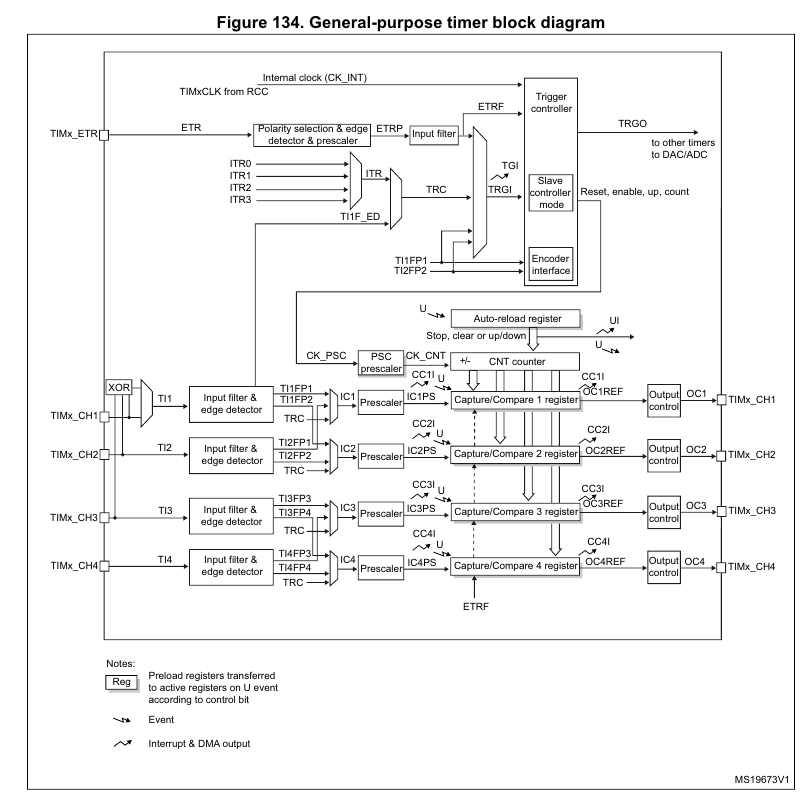 Figure 134. General-purpose timer block diagram
Internal clock (CK_INT)
TIMxCLK from RCC
Trigger
controller
ETRF
TRGO
to other timers
to DAC/ADC
TIMx_ETR
ETR
Polarity selection & edge
detector & prescaler
ETRP
Input filter
ITR0
ITR1
ITR2
ITR3
ITR
TRC
TI1F_ED
TGI
TRGI
Slave
controller
mode
Reset, enable, up, count
TI1FP1
TI2FP2
Encoder
interface
U
Auto-reload register
UI
Stop, clear or up/down
U
CK_PSC
PSC
prescaler
CK_CNT
+/-
CNT counter
XOR
TI1
TIMx_CH1
Input filter &
edge detector
TI1FP1
TI1FP2
TRC
IC1
Prescaler
IC1PS
CC1I
U
Capture/Compare 1 register
CC1I
OC1REF
Output
control
OC1
TIMx_CH1
TIMx_CH2
TI2
Input filter &
edge detector
TI2FP1
TI2FP2
TRC
IC2
Prescaler
IC2PS
CC2I
U
Capture/Compare 2 register
CC2I
OC2REF
Output
control
OC2
TIMx_CH2
TIMx_CH3
TI3
Input filter &
edge detector
TI3FP3
TI3FP4
TRC
IC3
Prescaler
IC3PS
CC3I
U
Capture/Compare 3 register
CC3I
OC3REF
Output
control
OC3
TIMx_CH3
TIMx_CH4
TI4
Input filter &
edge detector
TI4FP3
TI4FP4
TRC
IC4
Prescaler
IC4PS
CC4I
U
Capture/Compare 4 register
CC4I
OC4REF
Output
control
OC4
TIMx_CH4
ETRF
Notes:
Reg
Preload registers transferred
to active registers on U event
according to control bit
Event
Interrupt & DMA output
MS19673V1